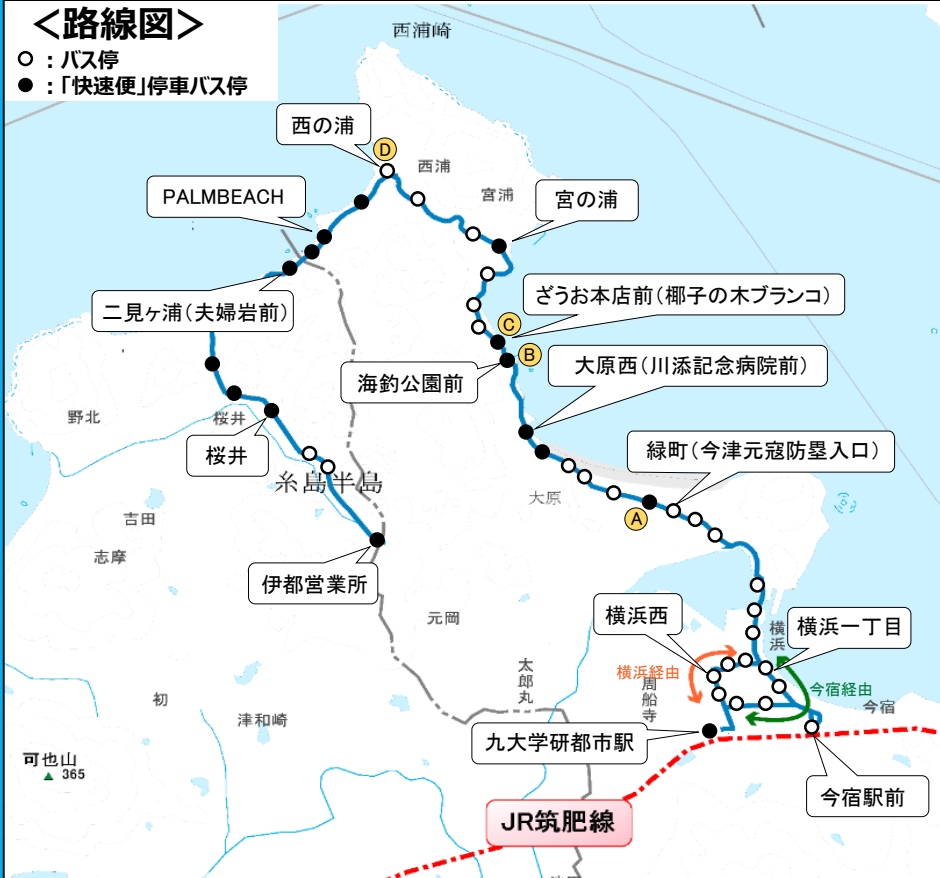 ＜路線図＞
○ ：バス停
● ：「快速便」停車バス停
西浦崎
西の浦
D
西浦
PALMBEACH
宮浦
宮の浦
二見ヶ浦(夫婦岩前)
ざうお本店前(椰子の木ブランコ)
C
B
海釣公園前
大原西(川添記念病院前)
野北
桜井
桜井
緑町(今津元寇防塁入口)
糸島半島
大原
A
吉田
志摩
伊都営業所
元岡
横浜西
横浜
横浜一丁目
太郎丸
横浜経由
周船寺
今宿経由
初
津和崎
今宿
九大学研都市駅
可也山
365
今宿駅前
JR筑肥線